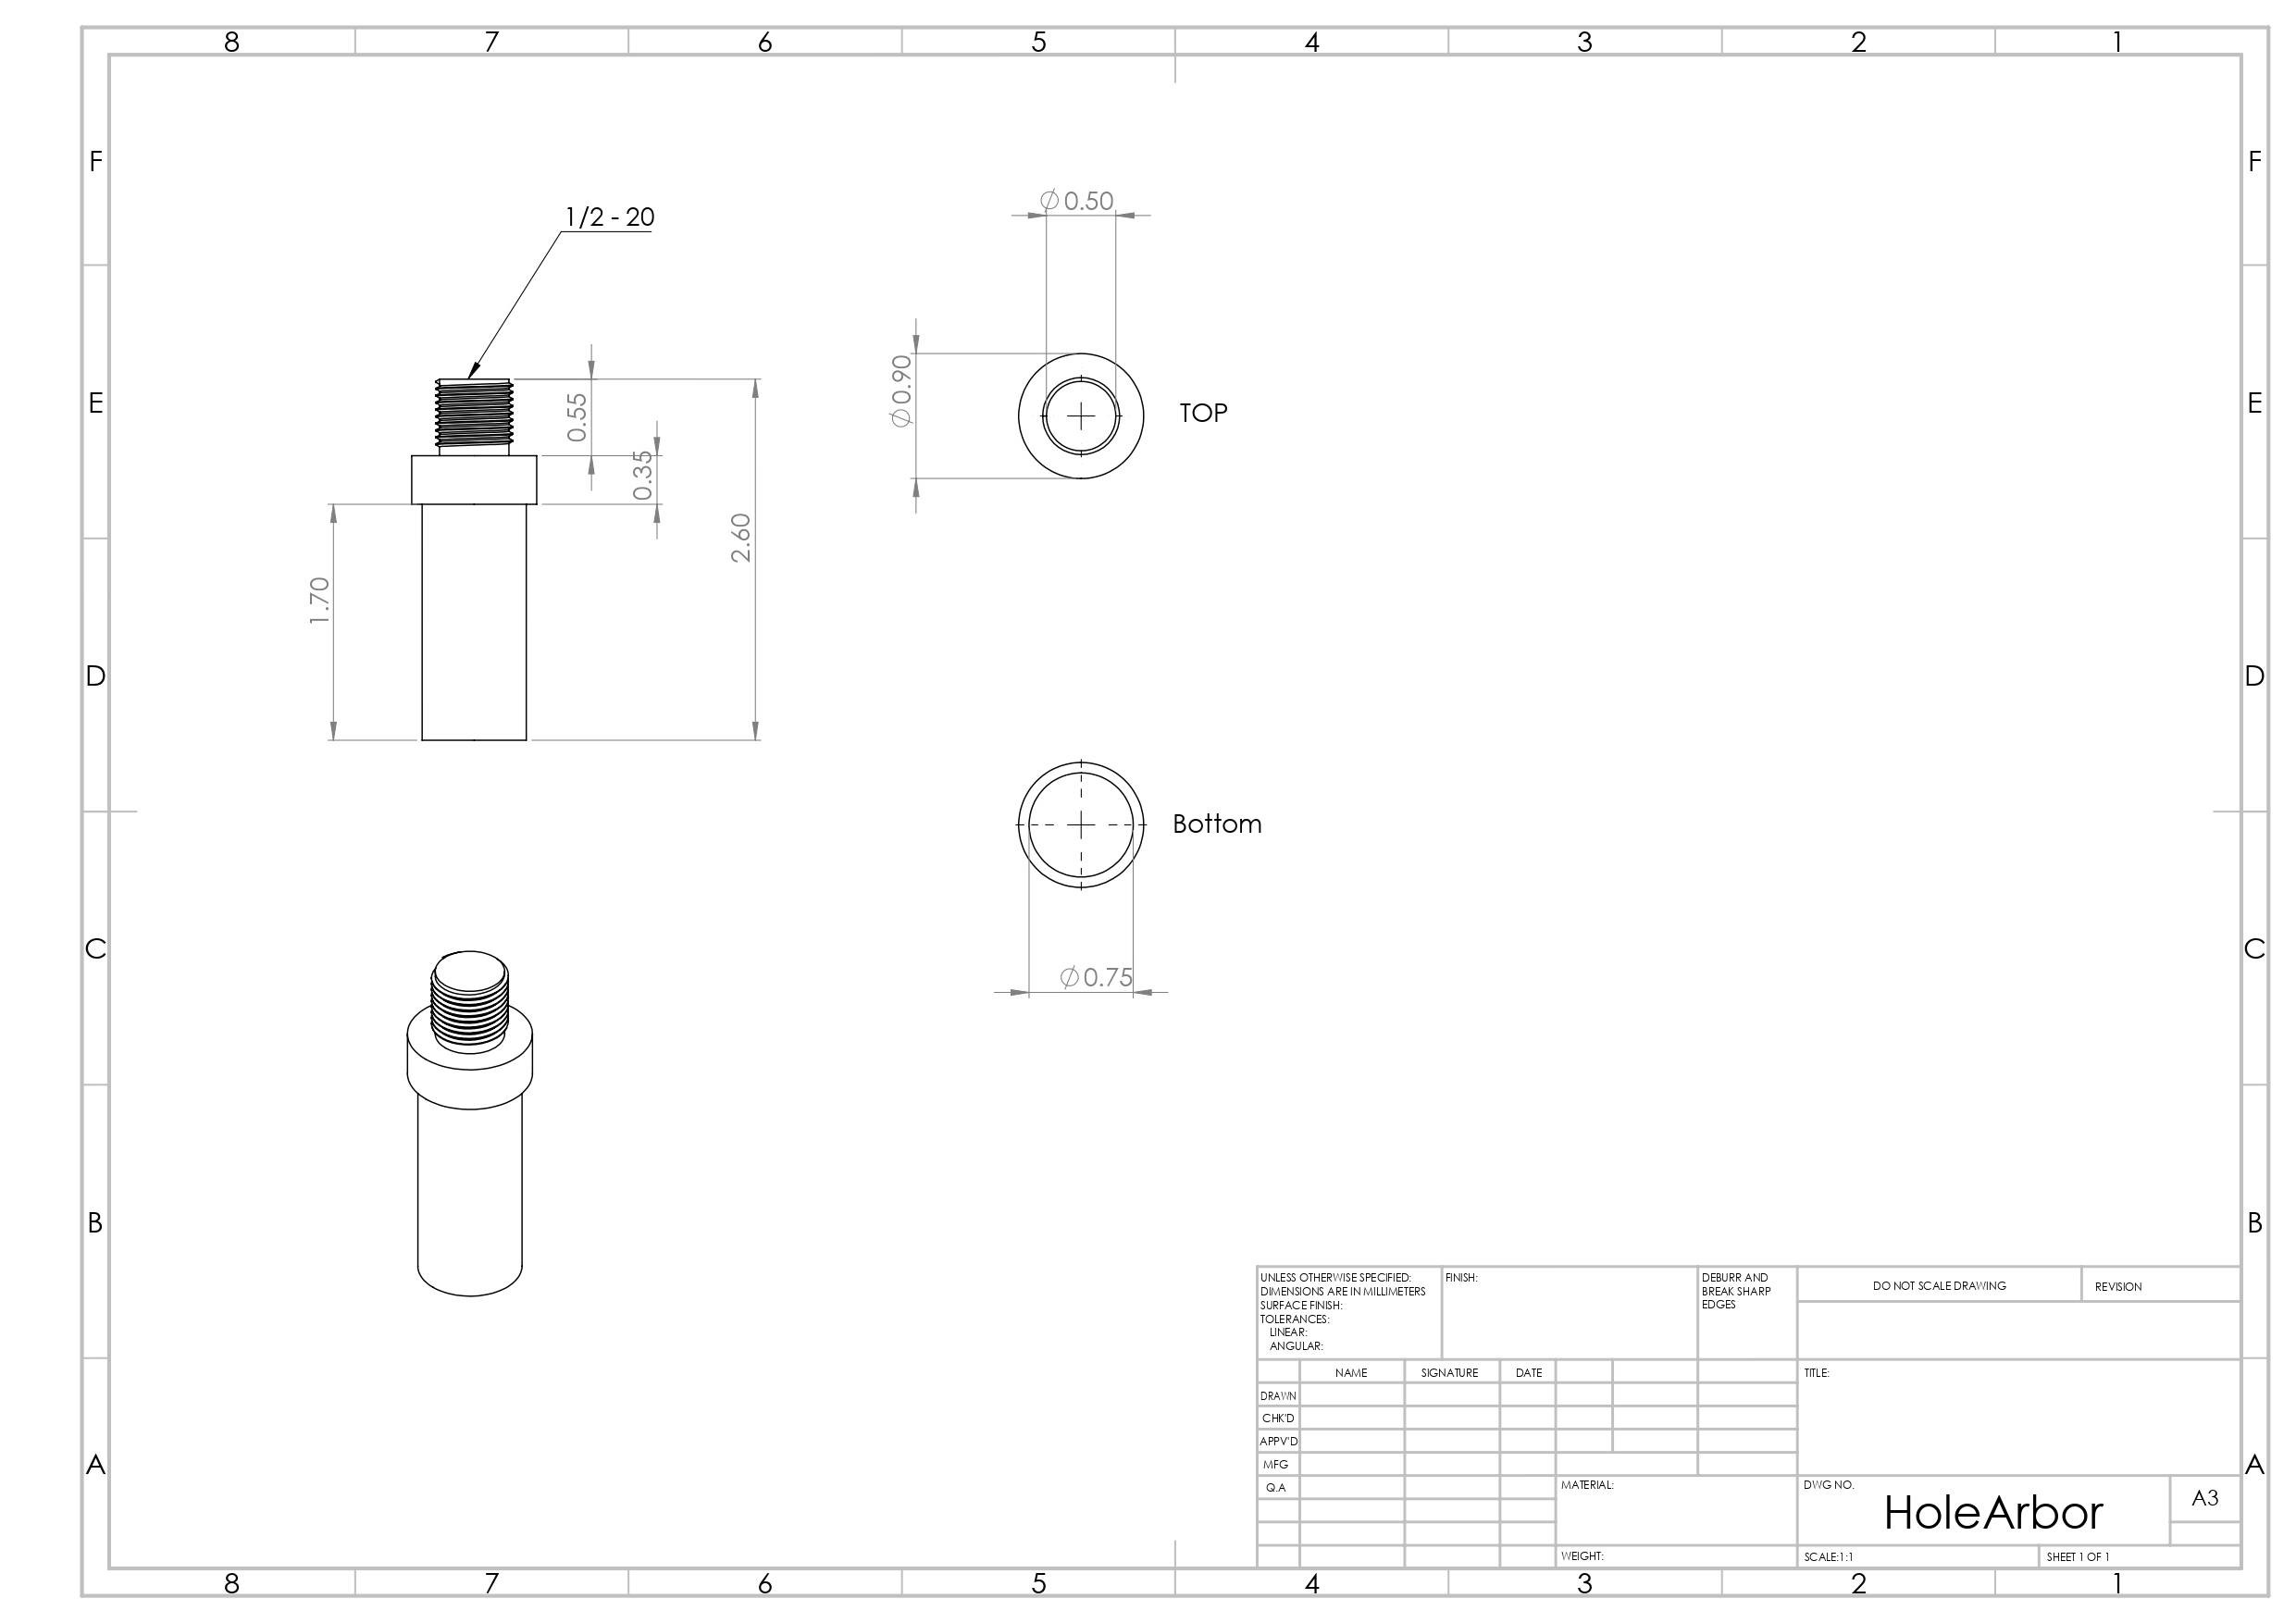 8 7 6 5 4 3 2 1
F F
1/2 - 20
⌀0.50
E E
0.55
0.35
2.60
1.70
⌀0.90
TOP
D D
Bottom
⌀0.75
C C
B B
A A
UNLESS OTHERWISE SPECIFIED:
DIMENSIONS ARE IN MILLIMETERS
SURFACE FINISH:
TOLERANCES:
LINEAR:
ANGULAR:
FINISH:
DEBURR AND
BREAK SHARP
EDGES
DO NOT SCALE DRAWING
REVISION
NAME SIGNATURE DATE
DRAWN
CHK'D
APPV'D
MFG
Q.A
TITLE:
MATERIAL:
DWG NO.
HoleArbor
A3
WEIGHT:
SCALE:1:1
SHEET 1 OF 1
8 7 6 5 4 3 2 1